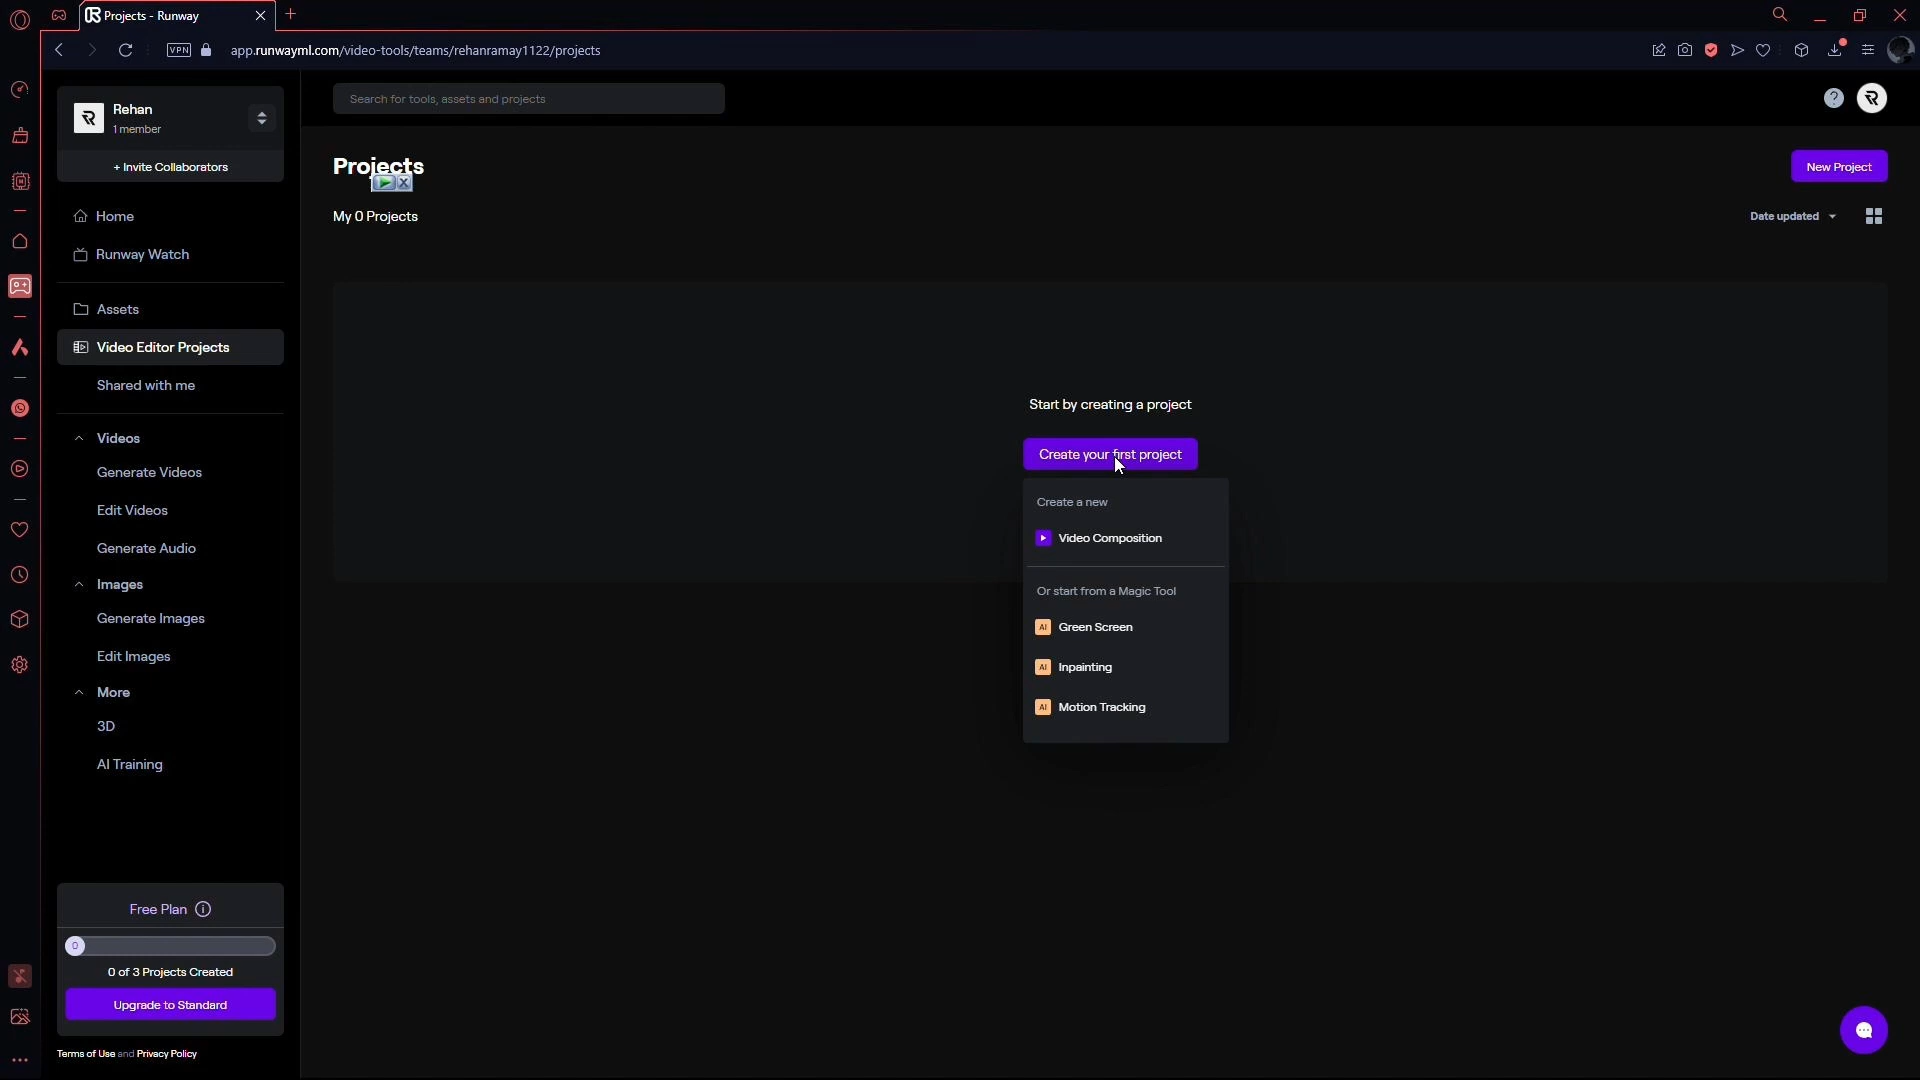 Projects - Runway
VPN
app.runwayml.com/video-tools/teams/rehanramay1122/projects
Rehan
1 member
+ Invite Collaborators
Home
Runway Watch
Assets
Video Editor Projects
Shared with me
Videos
Generate Videos
Edit Videos
Generate Audio
Images
Generate Images
Edit Images
More
3D
AI Training
Free Plan
0
0 of 3 Projects Created
Upgrade to Standard
Terms of Use and Privacy Policy
Search for tools, assets and projects
Projects
New Project
My 0 Projects
Date updated
Start by creating a project
Create your first project
Create a new
Video Composition
Or start from a Magic Tool
AI Green Screen
AI Inpainting
AI Motion Tracking